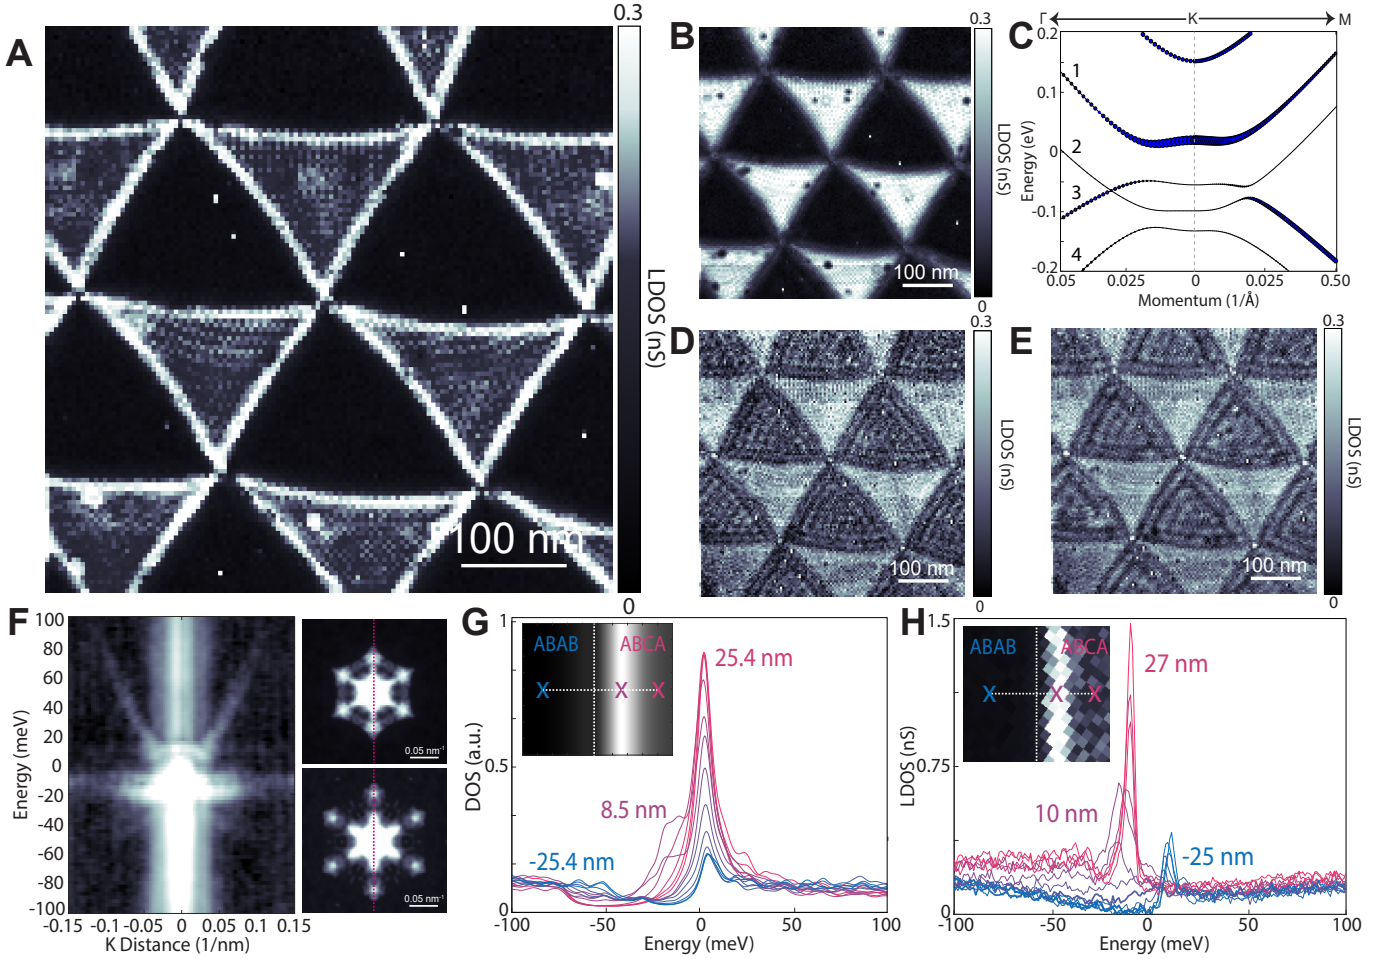 A
0.3
LDOS (nS)
0
100 nm
B
0.3
LDOS (nS)
0
100 nm
C
Γ K M
0.2
0.1
0
-0.1
-0.2
Energy (eV)
1
2
3
4
0.05 0.025 0 0.025 0.50
Momentum (1/Å)
D
0.3
LDOS (nS)
0
100 nm
E
0.3
LDOS (nS)
0
100 nm
F
100
80
60
40
20
0
-20
-40
-60
-80
-100
Energy (meV)
-0.15 -0.1 -0.05 0 0.05 0.1 0.15
K Distance (1/nm)
0.05 nm⁻¹
0.05 nm⁻¹
G
1
0.5
0
DOS (a.u.)
ABAB ABCA
X X X
25.4 nm
8.5 nm
-25.4 nm
-100 -50 0 50 100
Energy (meV)
H
1.5
0.75
0
LDOS (nS)
ABCA
X X X
27 nm
10 nm
-25 nm
-100 -50 0 50 100
Energy (meV)